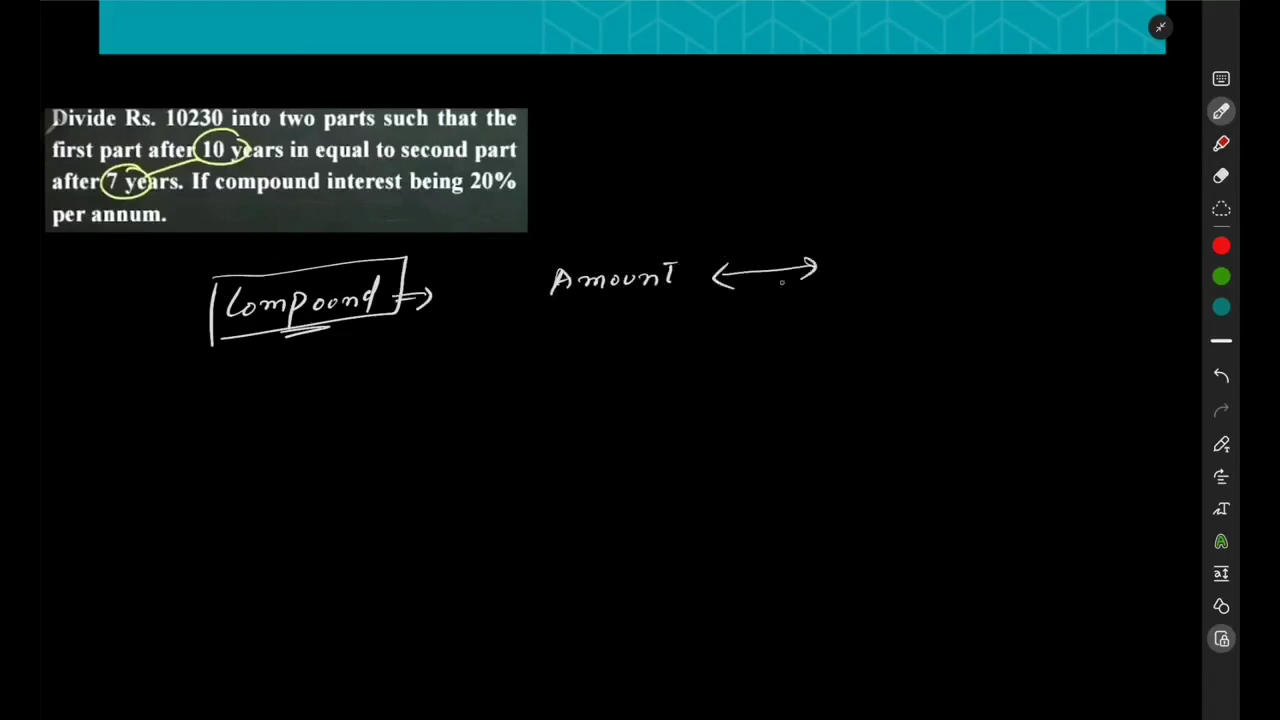 Divide Rs. 10230 into two parts such that the
first part after 10 years in equal to second part
after 7 years. If compound interest being 20%
per annum.
Compound
Amount